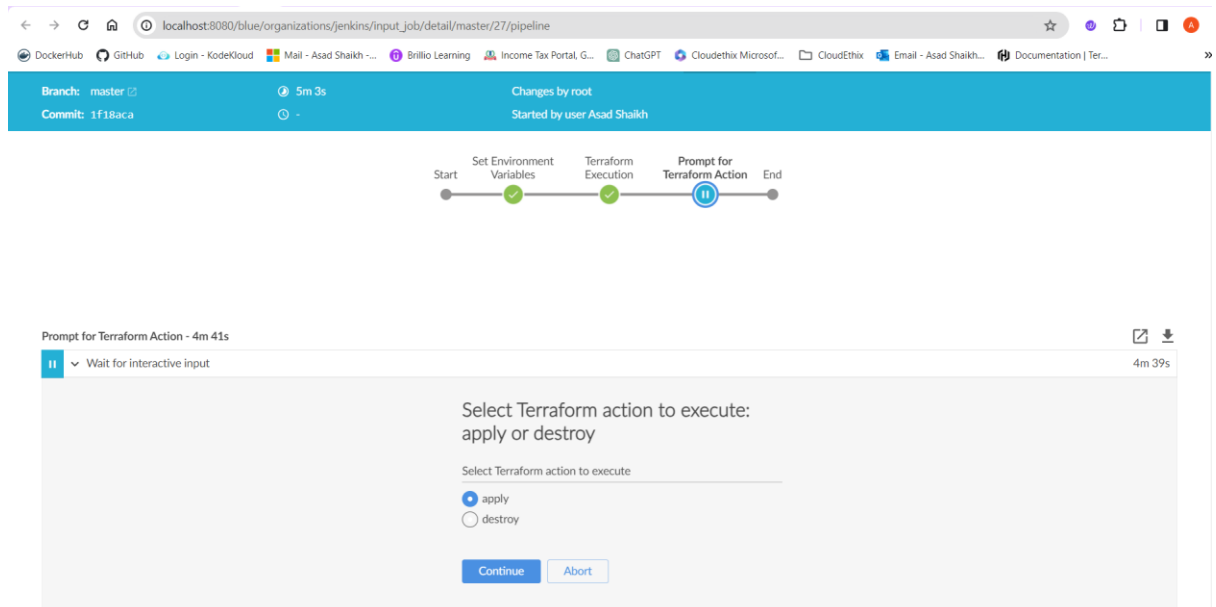 localhost:8080/blue/organizations/jenkins/input_job/detail/master/27/pipeline
A
DockerHub GitHub Login - KodeKloud Mail - Asad Shaikh -... Brillio Learning Income Tax Portal, G... ChatGPT Cloudethix Microsof... CloudEthix Email - Asad Shaikh... Documentation | Ter... »
Branch: master 5m 3s Changes by root
Commit: 1f18aca - Started by user Asad Shaikh
Start Set Environment Variables Terraform Execution Prompt for Terraform Action End
Prompt for Terraform Action - 4m 41s
Wait for interactive input 4m 39s
Select Terraform action to execute:
apply or destroy
Select Terraform action to execute
apply
destroy
Continue Abort